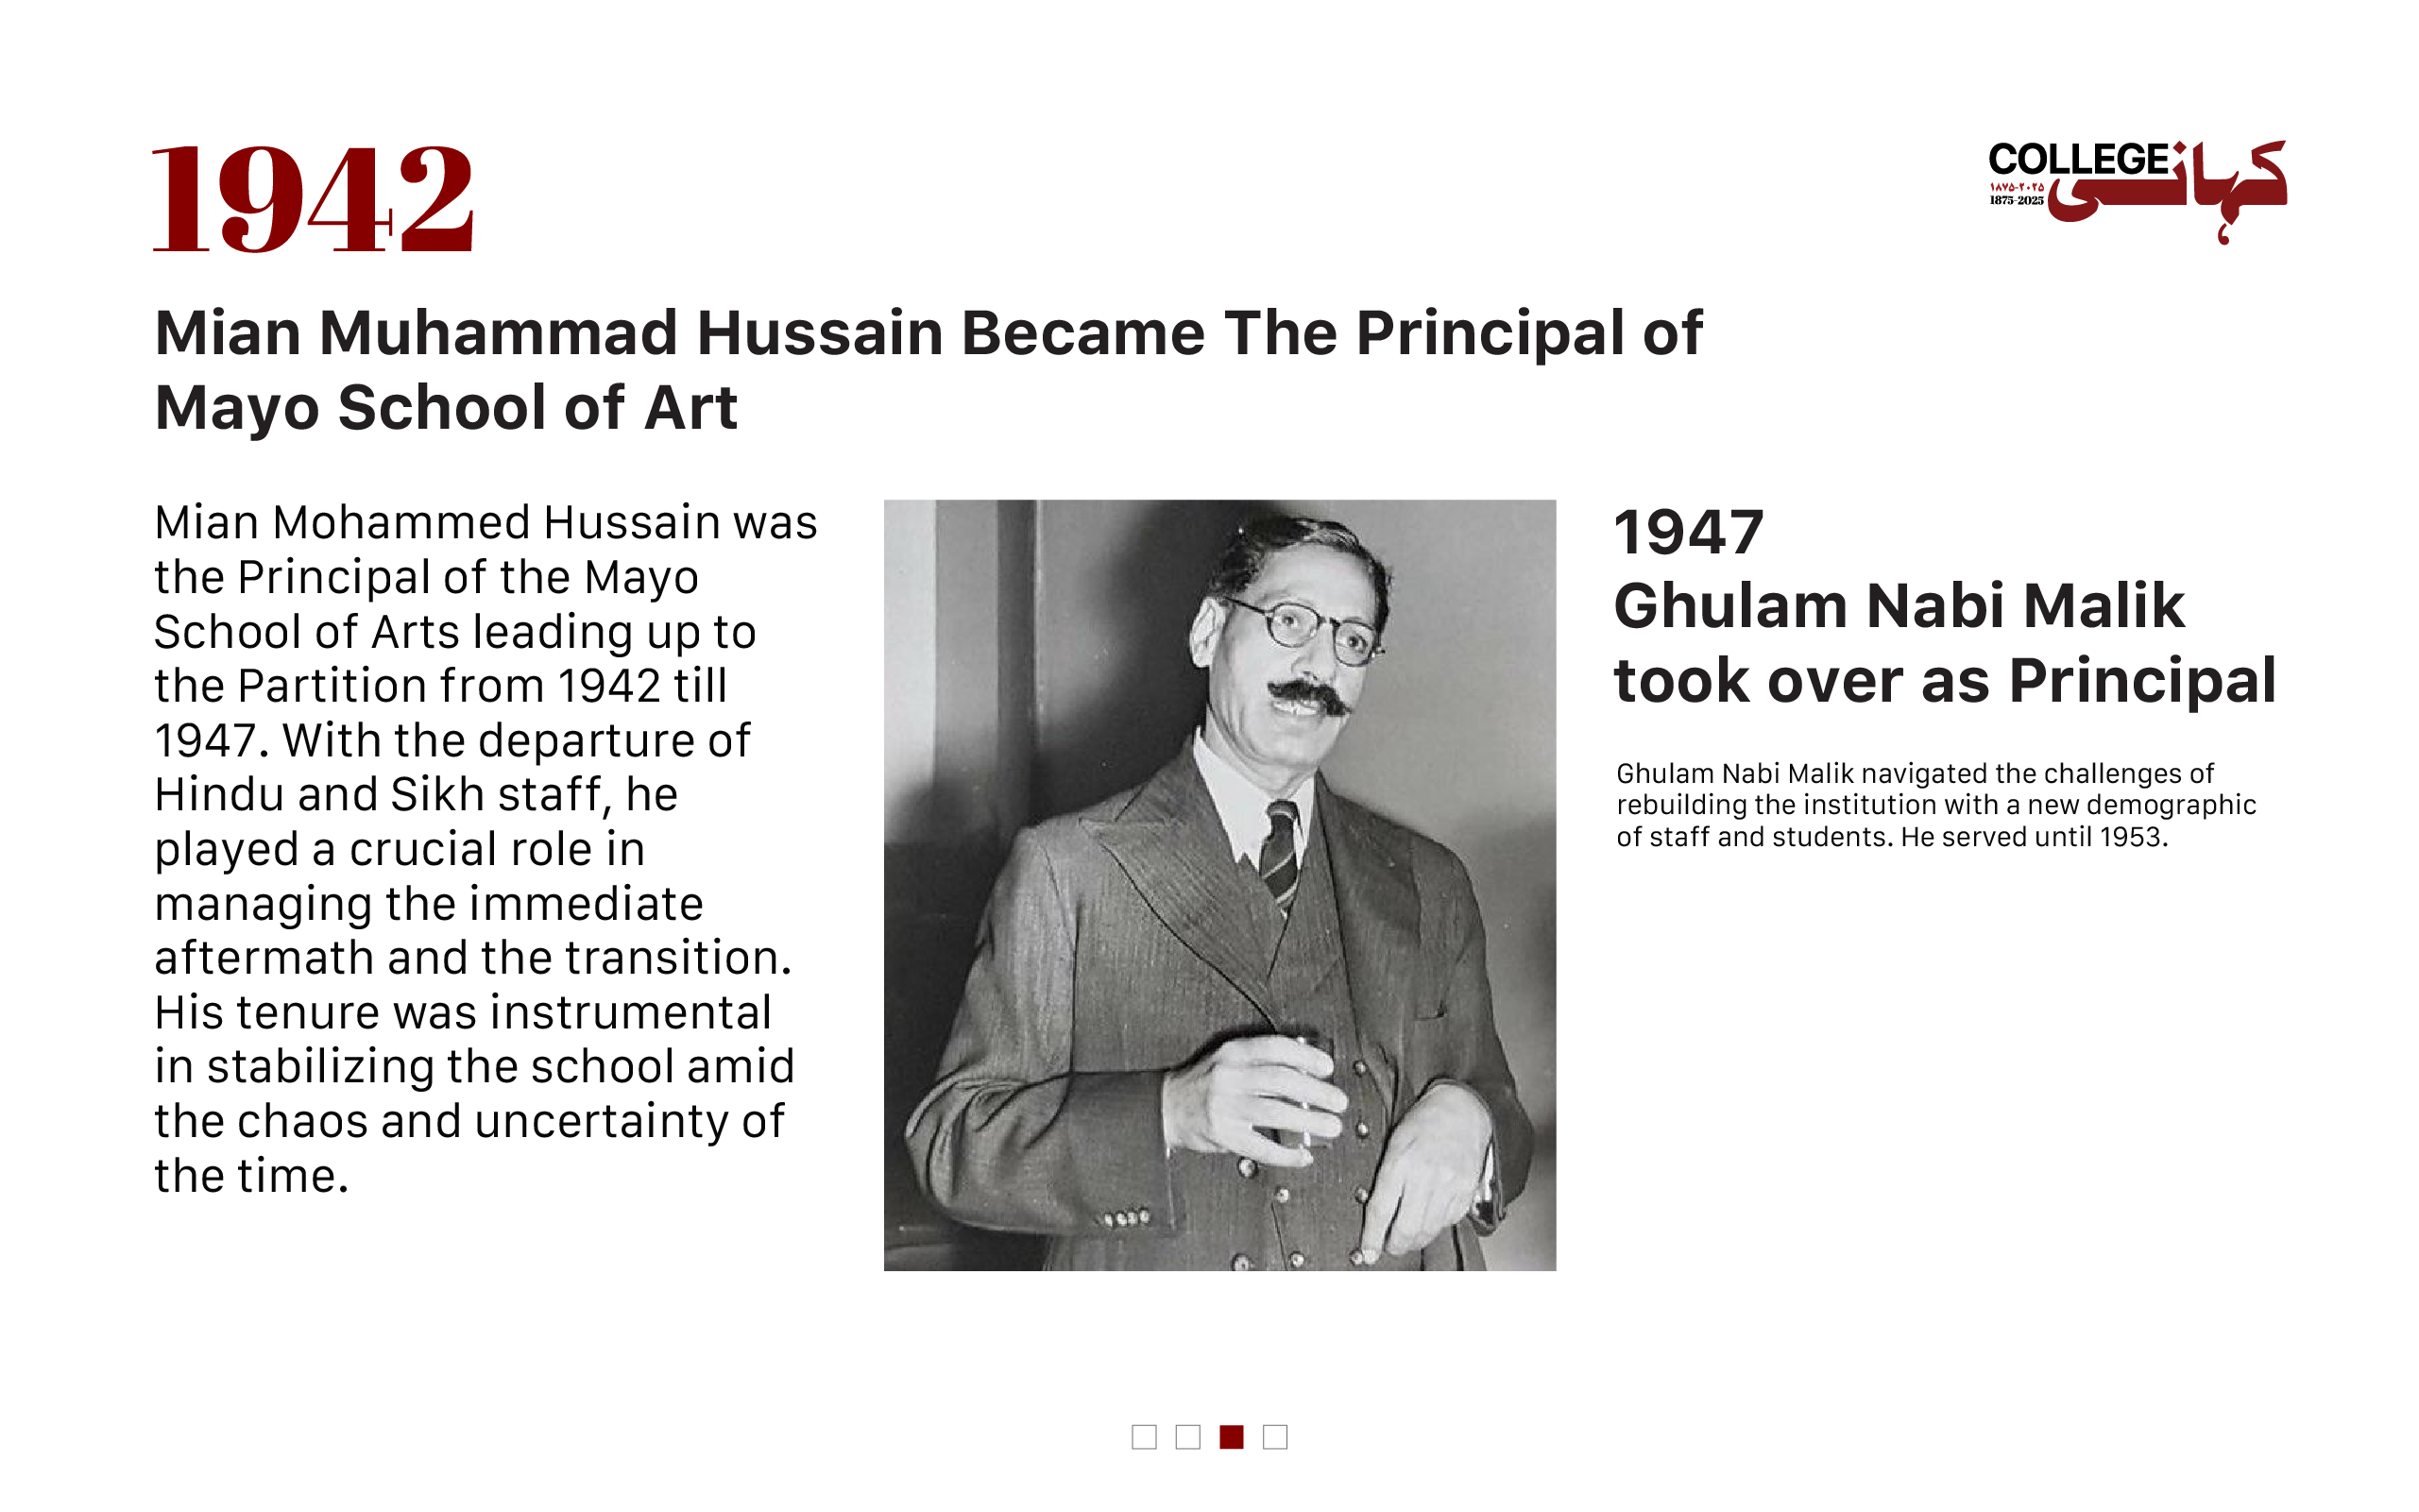 1942
COLLEGE کہانی
۱۸۷۵-۲۰۲۵
1875-2025
Mian Muhammad Hussain Became The Principal of
Mayo School of Art
Mian Mohammed Hussain was
the Principal of the Mayo
School of Arts leading up to
the Partition from 1942 till
1947. With the departure of
Hindu and Sikh staff, he
played a crucial role in
managing the immediate
aftermath and the transition.
His tenure was instrumental
in stabilizing the school amid
the chaos and uncertainty of
the time.
1947
Ghulam Nabi Malik
took over as Principal
Ghulam Nabi Malik navigated the challenges of
rebuilding the institution with a new demographic
of staff and students. He served until 1953.